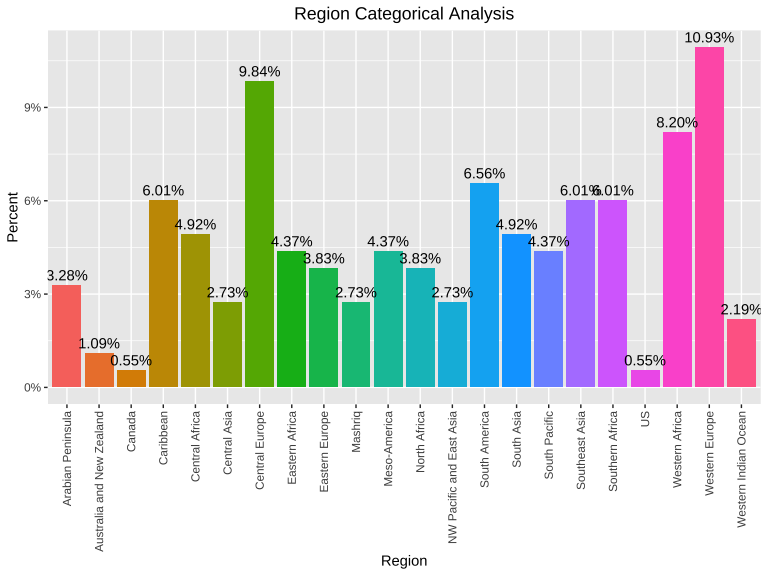 Region Categorical Analysis
10.93%
9.84%
9%
8.20%
6.56%
6.01%
6.01%
6.01%
6%
4.92%
4.92%
4.37%
4.37%
4.37%
3.83%
3.83%
3.28%
3%
2.73%
2.73%
2.73%
2.19%
1.09%
0.55%
0.55%
0%
Percent
Arabian Peninsula
Australia and New Zealand
Canada
Caribbean
Central Africa
Central Asia
Central Europe
Eastern Africa
Eastern Europe
Mashriq
Meso-America
North Africa
NW Pacific and East Asia
South America
South Asia
South Pacific
Southeast Asia
Southern Africa
US
Western Africa
Western Europe
Western Indian Ocean
Region